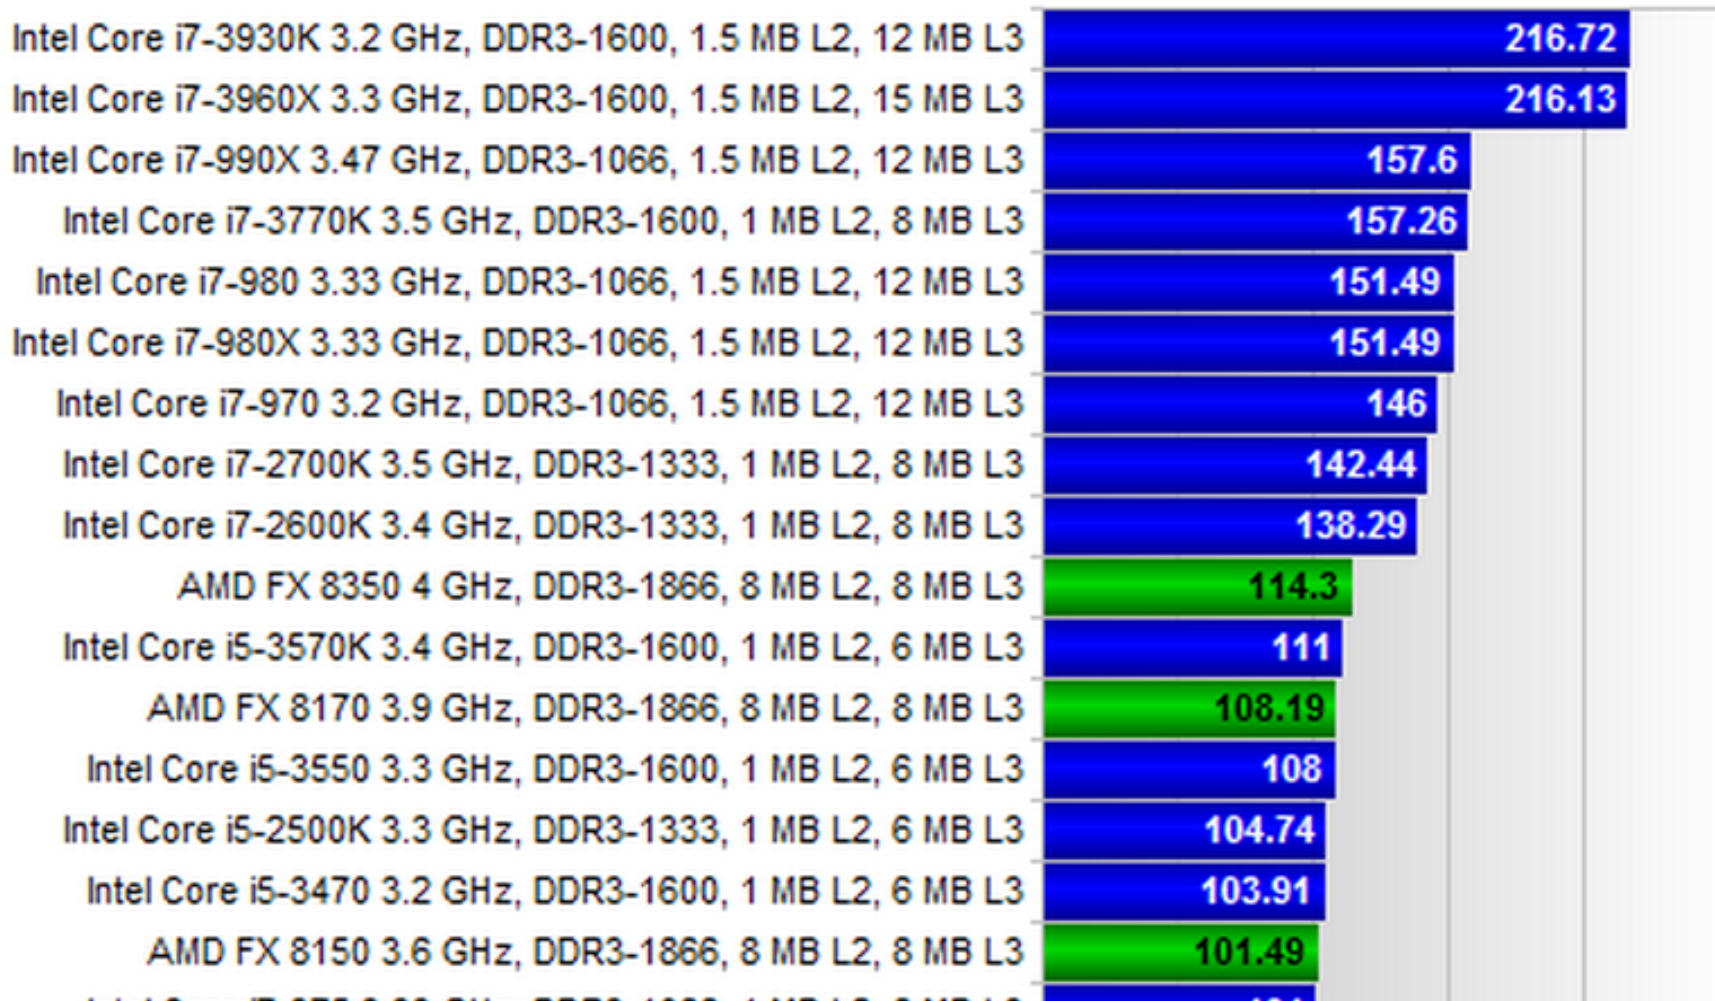 Intel Core i7-3930K 3.2 GHz, DDR3-1600, 1.5 MB L2, 12 MB L3 216.72
Intel Core i7-3960X 3.3 GHz, DDR3-1600, 1.5 MB L2, 15 MB L3 216.13
Intel Core i7-990X 3.47 GHz, DDR3-1066, 1.5 MB L2, 12 MB L3 157.6
Intel Core i7-3770K 3.5 GHz, DDR3-1600, 1 MB L2, 8 MB L3 157.26
Intel Core i7-980 3.33 GHz, DDR3-1066, 1.5 MB L2, 12 MB L3 151.49
Intel Core i7-980X 3.33 GHz, DDR3-1066, 1.5 MB L2, 12 MB L3 151.49
Intel Core i7-970 3.2 GHz, DDR3-1066, 1.5 MB L2, 12 MB L3 146
Intel Core i7-2700K 3.5 GHz, DDR3-1333, 1 MB L2, 8 MB L3 142.44
Intel Core i7-2600K 3.4 GHz, DDR3-1333, 1 MB L2, 8 MB L3 138.29
AMD FX 8350 4 GHz, DDR3-1866, 8 MB L2, 8 MB L3 114.3
Intel Core i5-3570K 3.4 GHz, DDR3-1600, 1 MB L2, 6 MB L3 111
AMD FX 8170 3.9 GHz, DDR3-1866, 8 MB L2, 8 MB L3 108.19
Intel Core i5-3550 3.3 GHz, DDR3-1600, 1 MB L2, 6 MB L3 108
Intel Core i5-2500K 3.3 GHz, DDR3-1333, 1 MB L2, 6 MB L3 104.74
Intel Core i5-3470 3.2 GHz, DDR3-1600, 1 MB L2, 6 MB L3 103.91
AMD FX 8150 3.6 GHz, DDR3-1866, 8 MB L2, 8 MB L3 101.49